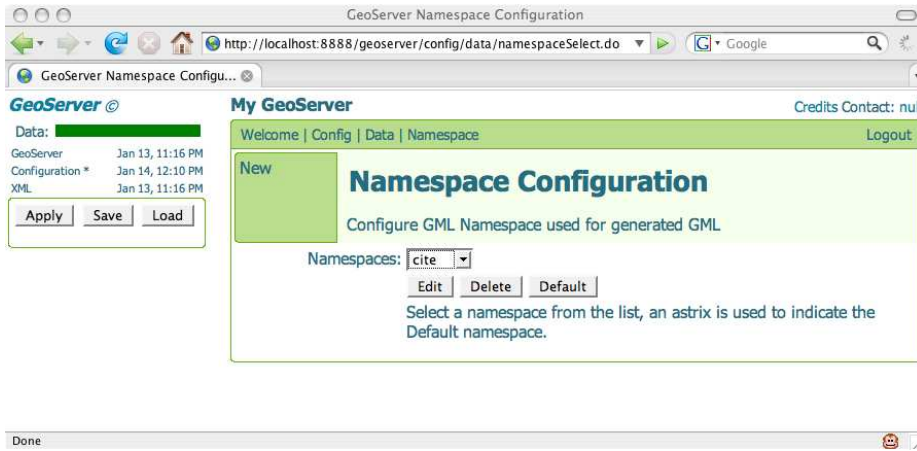 GeoServer Namespace Configuration
http://localhost:8888/geoserver/config/data/namespaceSelect.do
G Google
GeoServer Namespace Configu...
GeoServer ©
My GeoServer
Credits Contact: nul
Data:
Welcome | Config | Data | Namespace
Logout
GeoServer Jan 13, 11:16 PM
Configuration * Jan 14, 12:10 PM
XML Jan 13, 11:16 PM
Apply Save Load
New
Namespace Configuration
Configure GML Namespace used for generated GML
Namespaces: cite
Edit Delete Default
Select a namespace from the list, an astrix is used to indicate the
Default namespace.
Done